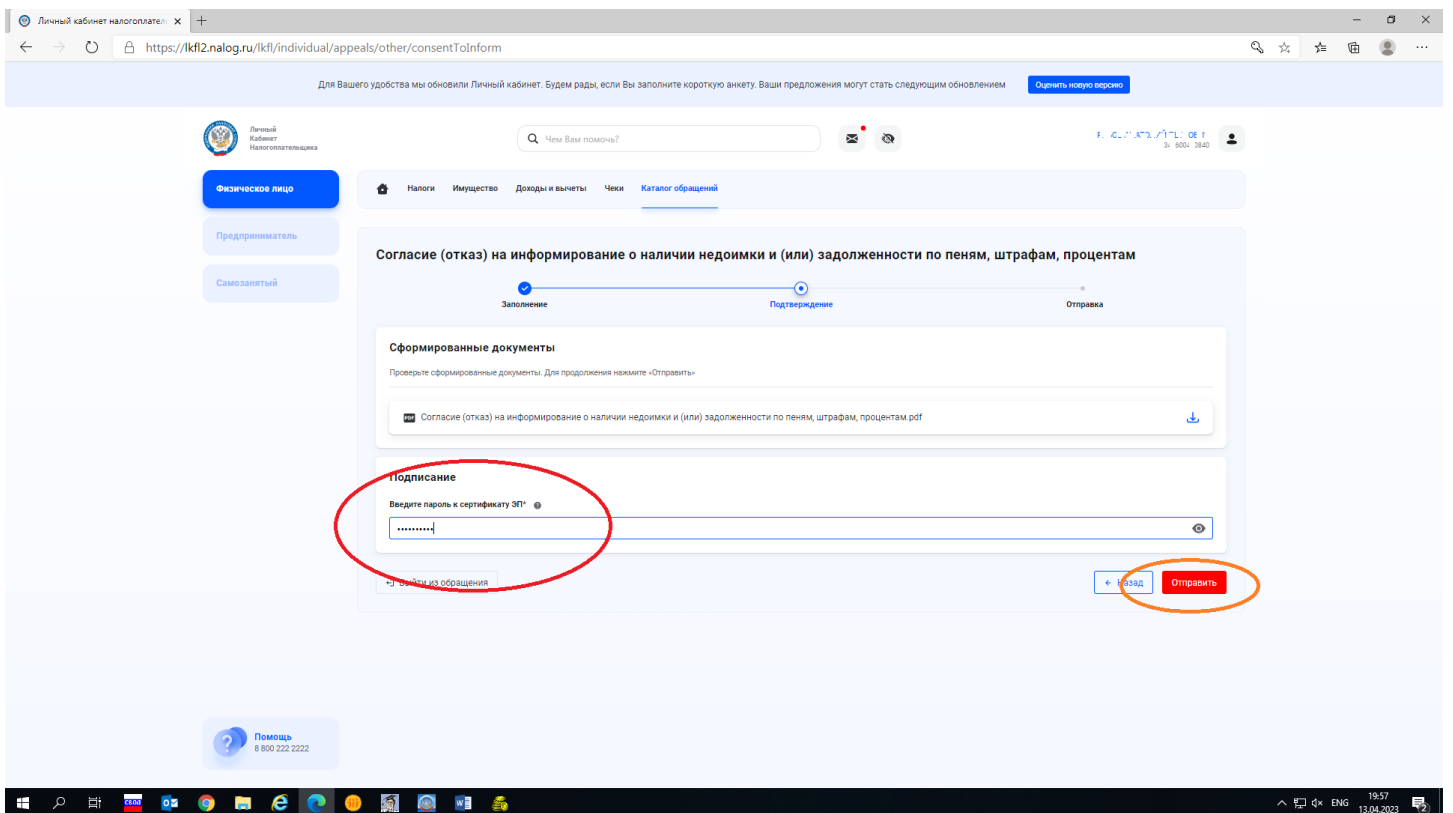 Личный кабинет налогоплател
https://lkfl2.nalog.ru/lkfl/individual/appeals/other/consentToInform
Для Вашего удобства мы обновили Личный кабинет. Будем рады, если Вы заполните короткую анкету. Ваши предложения могут стать следующим обновлением
Оценить новую версию
Личный
Кабинет
Налогоплательщика
Чем Вам помочь?
Физическое лицо
Налоги Имущество Доходы и вычеты Чеки Каталог обращений
Предприниматель
Самозанятый
Согласие (отказ) на информирование о наличии недоимки и (или) задолженности по пеням, штрафам, процентам
Заполнение Подтверждение Отправка
Сформированные документы
Проверьте сформированные документы. Для продолжения нажмите «Отправить»
PDF Согласие (отказ) на информирование о наличии недоимки и (или) задолженности по пеням, штрафам, процентам.pdf
Подписание
Введите пароль к сертификату ЭП*
Выйти из обращения
Назад Отправить
Помощь
8 800 222 2222
ENG
19:57
13.04.2023